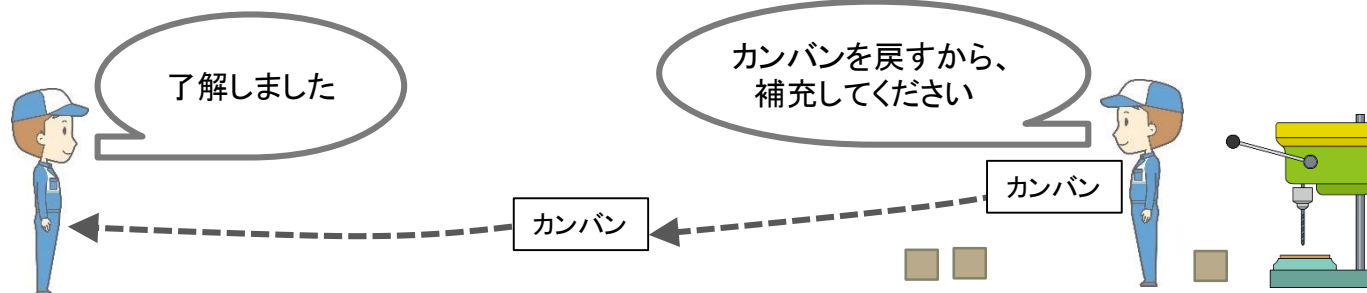 了解しました
カンバンを戻すから、
補充してください
カンバン
カンバン